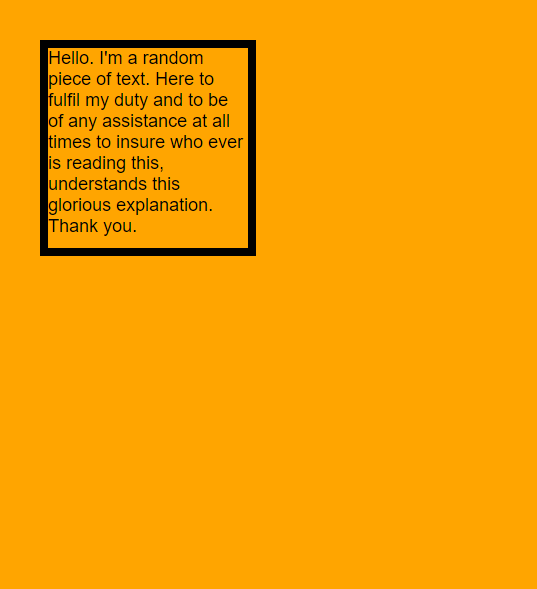 Hello. I'm a random
piece of text. Here to
fulfil my duty and to be
of any assistance at all
times to insure who ever
is reading this,
understands this
glorious explanation.
Thank you.